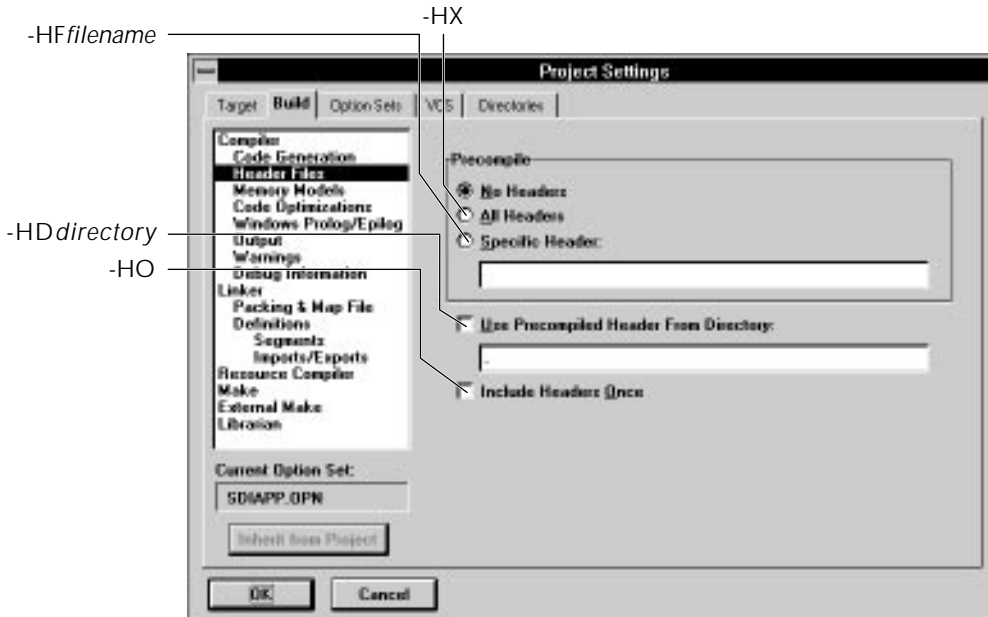 -HX
-HFfilename
Project Settings
Target Build Option Sets VCS Directories
Compiler
Code Generation
Header Files
Memory Models
Code Optimizations
Windows Prolog/Epilog
Output
Warnings
Debug Information
Linker
Packing & Map File
Definitions
Segments
Imports/Exports
Resource Compiler
Make
External Make
Librarian
Precompile
No Headers
All Headers
Specific Header:
-HDdirectory
Use Precompiled Header From Directory:
.
-HO
Include Headers Once
Current Option Set:
SDIAPP.OPN
Inherit from Project
OK Cancel